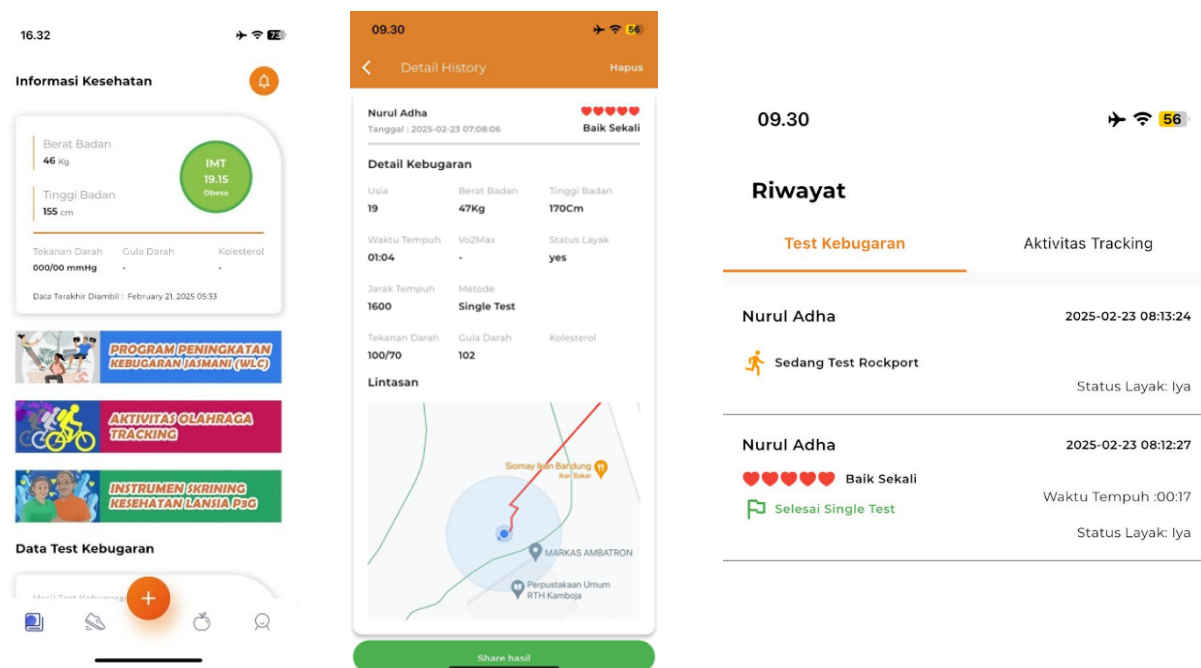 16.32
73
Informasi Kesehatan
Berat Badan
46 Kg
Tinggi Badan
155 cm
IMT
19.15
Obese
Tekanan Darah Gula Darah Kolesterol
000/00 mmHg - -
Data Terakhir Diambil : February 21, 2025 05:33
PROGRAM PENINGKATAN
KEBUGARAN JASMANI (WLC)
AKTIVITAS OLAHRAGA
TRACKING
INSTRUMEN SKRINING
KESEHATAN LANSIA P3G
Data Test Kebugaran
Hasil Test Kebugaran
+
09.30
56
Detail History
Hapus
Nurul Adha
Tanggal : 2025-02-23 07:08:06
Baik Sekali
Detail Kebugaran
Usia Berat Badan Tinggi Badan
19 47Kg 170Cm
Waktu Tempuh Vo2Max Status Layak
01:04 - yes
Jarak Tempuh Metode
1600 Single Test
Tekanan Darah Gula Darah Kolesterol
100/70 102
Lintasan
Siomay Ikan Bandung
Ikan Bakar
MARKAS AMBATRON
Perpustakaan Umum
RTH Kamboja
Share hasil
09.30
56
Riwayat
Test Kebugaran Aktivitas Tracking
Nurul Adha 2025-02-23 08:13:24
Sedang Test Rockport
Status Layak: Iya
Nurul Adha 2025-02-23 08:12:27
Baik Sekali
Waktu Tempuh :00:17
Selesai Single Test
Status Layak: Iya